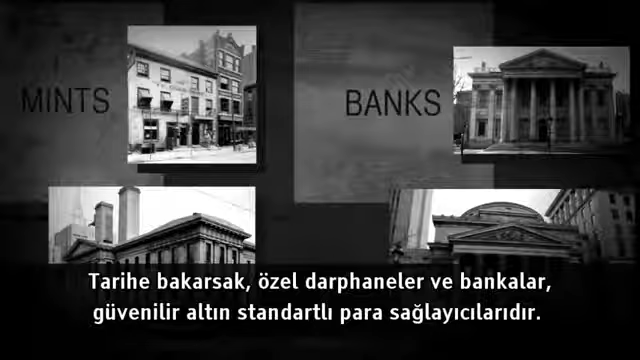 MINTS
BANKS
Tarihe bakarsak, özel darphaneler ve bankalar,
güvenilir altın standartlı para sağlayıcılarıdır.